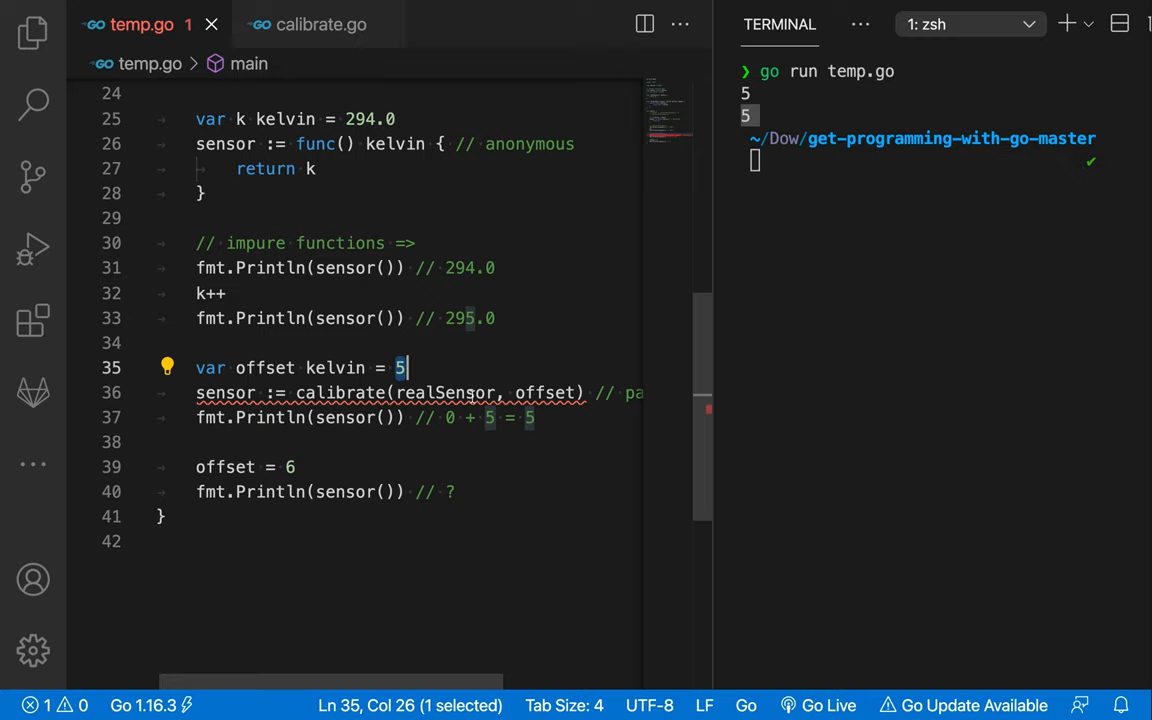 temp.go 1
calibrate.go
TERMINAL
1: zsh
temp.go > main
24
25 var k kelvin = 294.0
26 sensor := func() kelvin { // anonymous
27 return k
28 }
29
30 // impure functions =>
31 fmt.Println(sensor()) // 294.0
32 k++
33 fmt.Println(sensor()) // 295.0
34
35 var offset kelvin = 5
36 sensor := calibrate(realSensor, offset) // pa
37 fmt.Println(sensor()) // 0 + 5 = 5
38
39 offset = 6
40 fmt.Println(sensor()) // ?
41 }
42
❯ go run temp.go
5
5
~/Dow/get-programming-with-go-master
✔
1 0 Go 1.16.3 Ln 35, Col 26 (1 selected) Tab Size: 4 UTF-8 LF Go Go Live Go Update Available